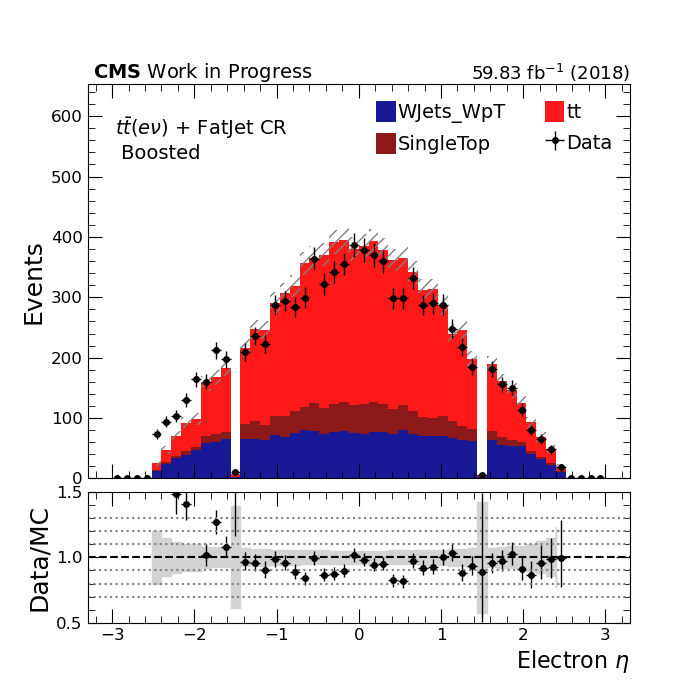 CMS Work in Progress 59.83 fb⁻¹ (2018)
tt̄(eν) + FatJet CR
Boosted
WJets_WpT tt
SingleTop Data
Events
600
500
400
300
200
100
0
Data/MC
1.5
1.0
0.5
−3 −2 −1 0 1 2 3
Electron η